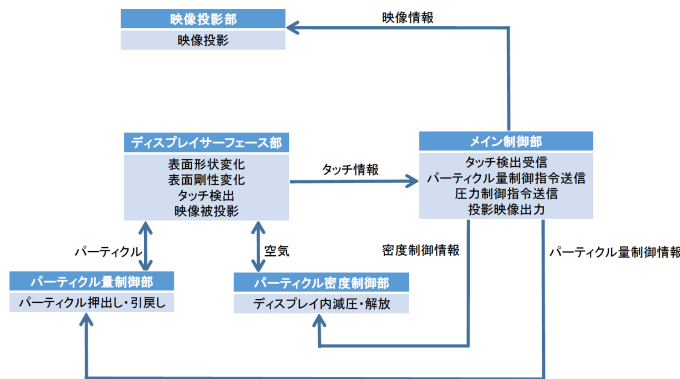 映像投影部
映像投影
映像情報
ディスプレイサーフェース部
表面形状変化
表面剛性変化
タッチ検出
映像被投影
タッチ情報
メイン制御部
タッチ検出受信
パーティクル量制御指令送信
圧力制御指令送信
投影映像出力
パーティクル
空気
密度制御情報
パーティクル量制御情報
パーティクル量制御部
パーティクル押出し・引戻し
パーティクル密度制御部
ディスプレイ内減圧・解放